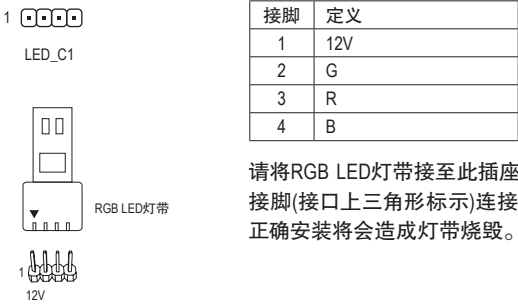 1
LED_C1
接脚 定义
1 12V
2 G
3 R
4 B
请将RGB LED灯带接至此插座
接脚(接口上三角形标示)连接
正确安装将会造成灯带烧毁。
RGB LED灯带
1
12V